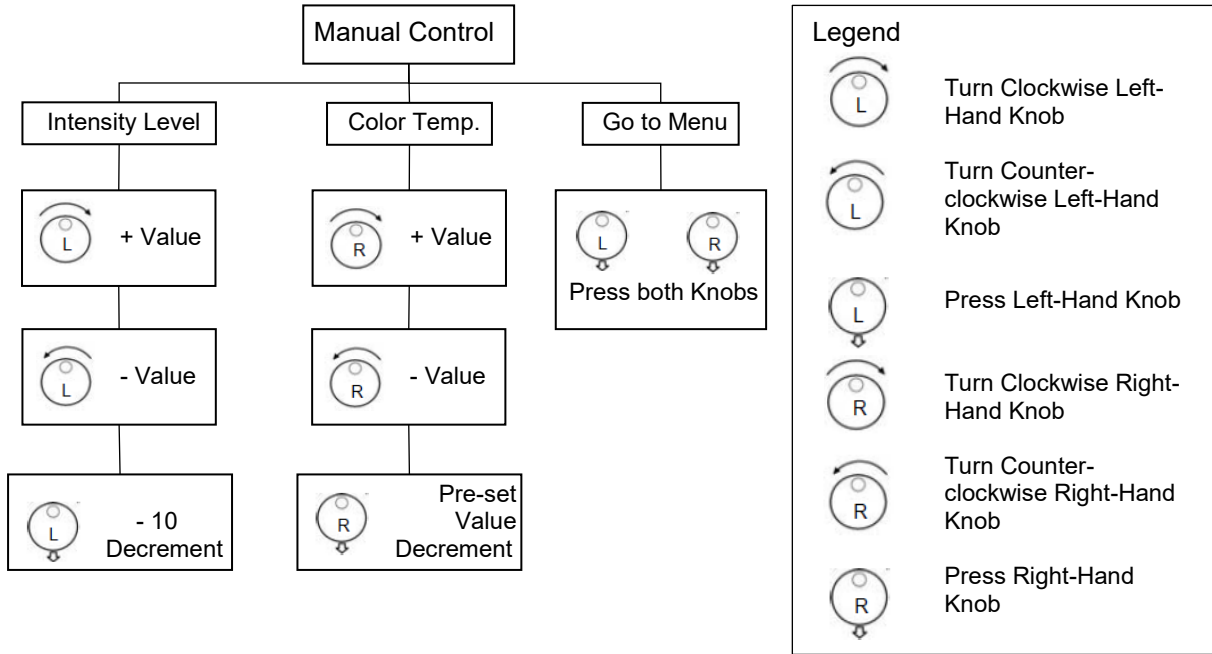 Manual Control
Intensity Level
Color Temp.
Go to Menu
L
+ Value
R
+ Value
L
R
Press both Knobs
L
- Value
R
- Value
L
- 10
Decrement
R
Pre-set
Value
Decrement
Legend
L
Turn Clockwise Left-
Hand Knob
L
Turn Counter-
clockwise Left-Hand
Knob
L
Press Left-Hand Knob
R
Turn Clockwise Right-
Hand Knob
R
Turn Counter-
clockwise Right-Hand
Knob
R
Press Right-Hand
Knob